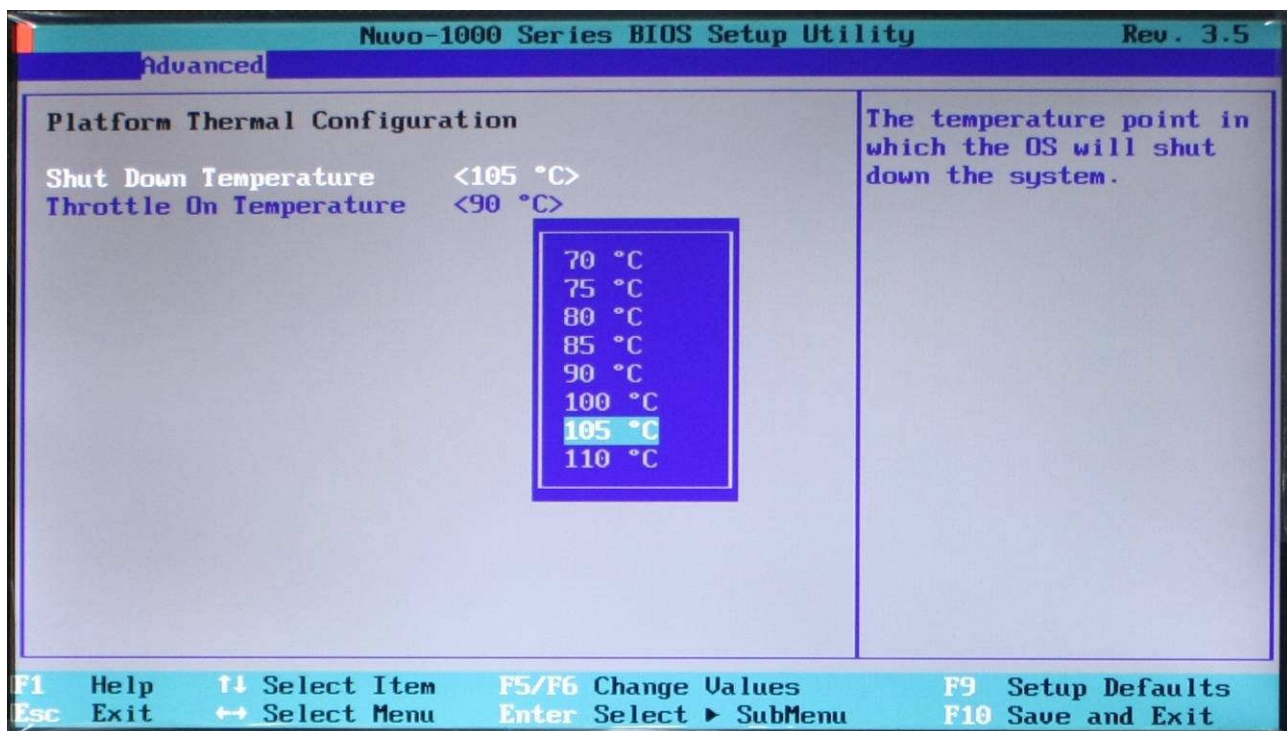 Nuvo-1000 Series BIOS Setup Utility Rev. 3.5
Advanced
Platform Thermal Configuration
Shut Down Temperature <105 °C>
Throttle On Temperature <90 °C>
70 °C
75 °C
80 °C
85 °C
90 °C
100 °C
105 °C
110 °C
The temperature point in
which the OS will shut
down the system.
F1 Help ↑↓ Select Item F5/F6 Change Values F9 Setup Defaults
Esc Exit ↔ Select Menu Enter Select ► SubMenu F10 Save and Exit